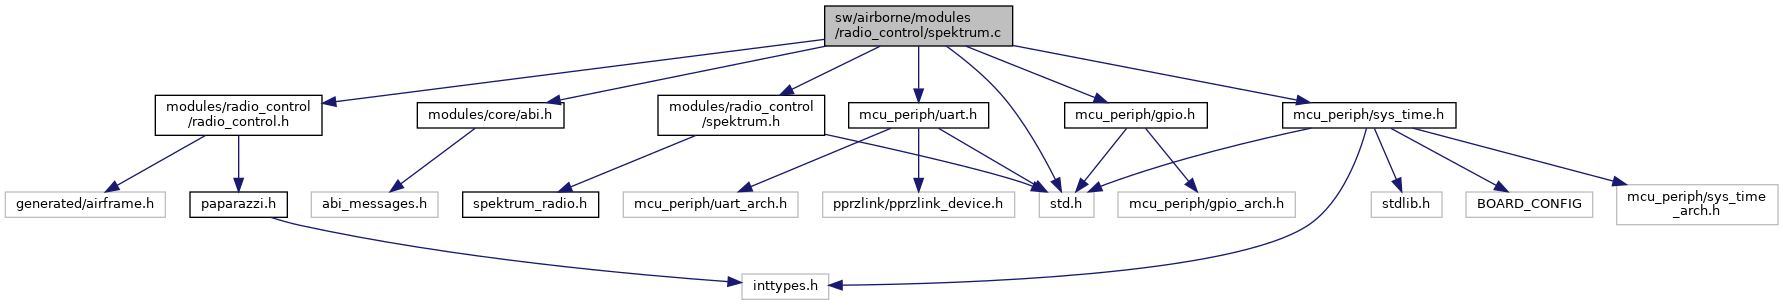 sw/airborne/modules
/radio_control/spektrum.c
modules/radio_control
/radio_control.h
modules/core/abi.h
modules/radio_control
/spektrum.h
mcu_periph/uart.h
mcu_periph/gpio.h
mcu_periph/sys_time.h
generated/airframe.h
paparazzi.h
abi_messages.h
spektrum_radio.h
mcu_periph/uart_arch.h
pprzlink/pprzlink_device.h
std.h
mcu_periph/gpio_arch.h
stdlib.h
BOARD_CONFIG
mcu_periph/sys_time
_arch.h
inttypes.h